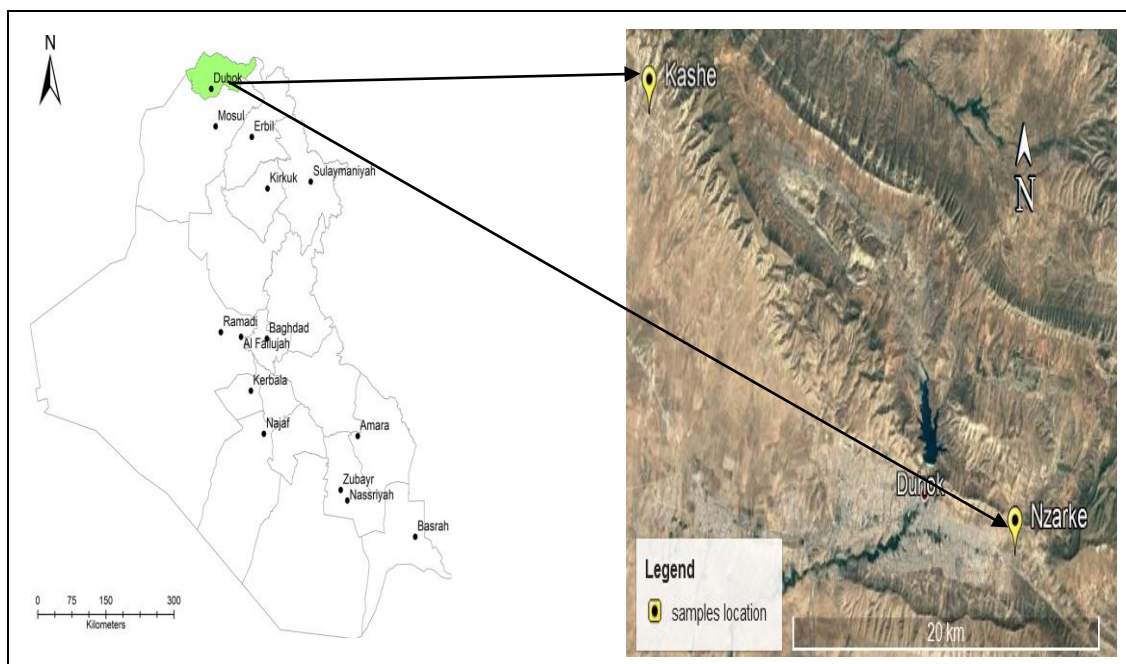 N
Duhok
Mosul
Erbil
Kirkuk
Sulaymaniyah
Ramadi
Baghdad
Al Fallujah
Kerbala
Najaf
Amara
Zubayr
Nassriyah
Basrah
0 75 150 300
Kilometers
Kashe
N
Duhok
Nzarke
Legend
samples location
20 km